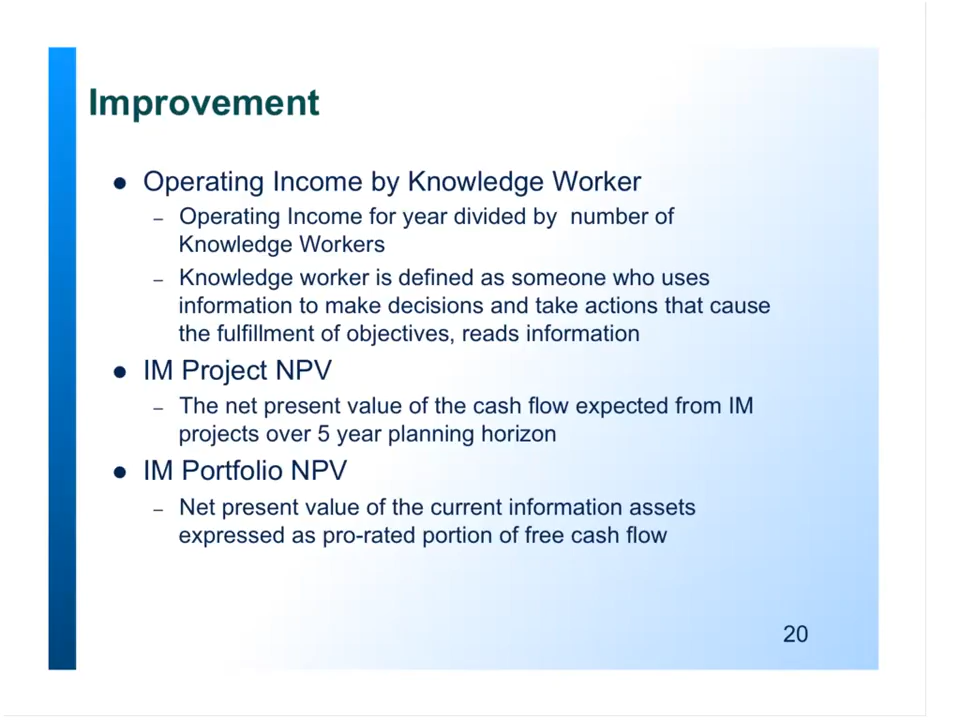 Improvement
● Operating Income by Knowledge Worker
– Operating Income for year divided by  number of
Knowledge Workers
– Knowledge worker is defined as someone who uses
information to make decisions and take actions that cause
the fulfillment of objectives, reads information
● IM Project NPV
– The net present value of the cash flow expected from IM
projects over 5 year planning horizon
● IM Portfolio NPV
– Net present value of the current information assets
expressed as pro-rated portion of free cash flow
20